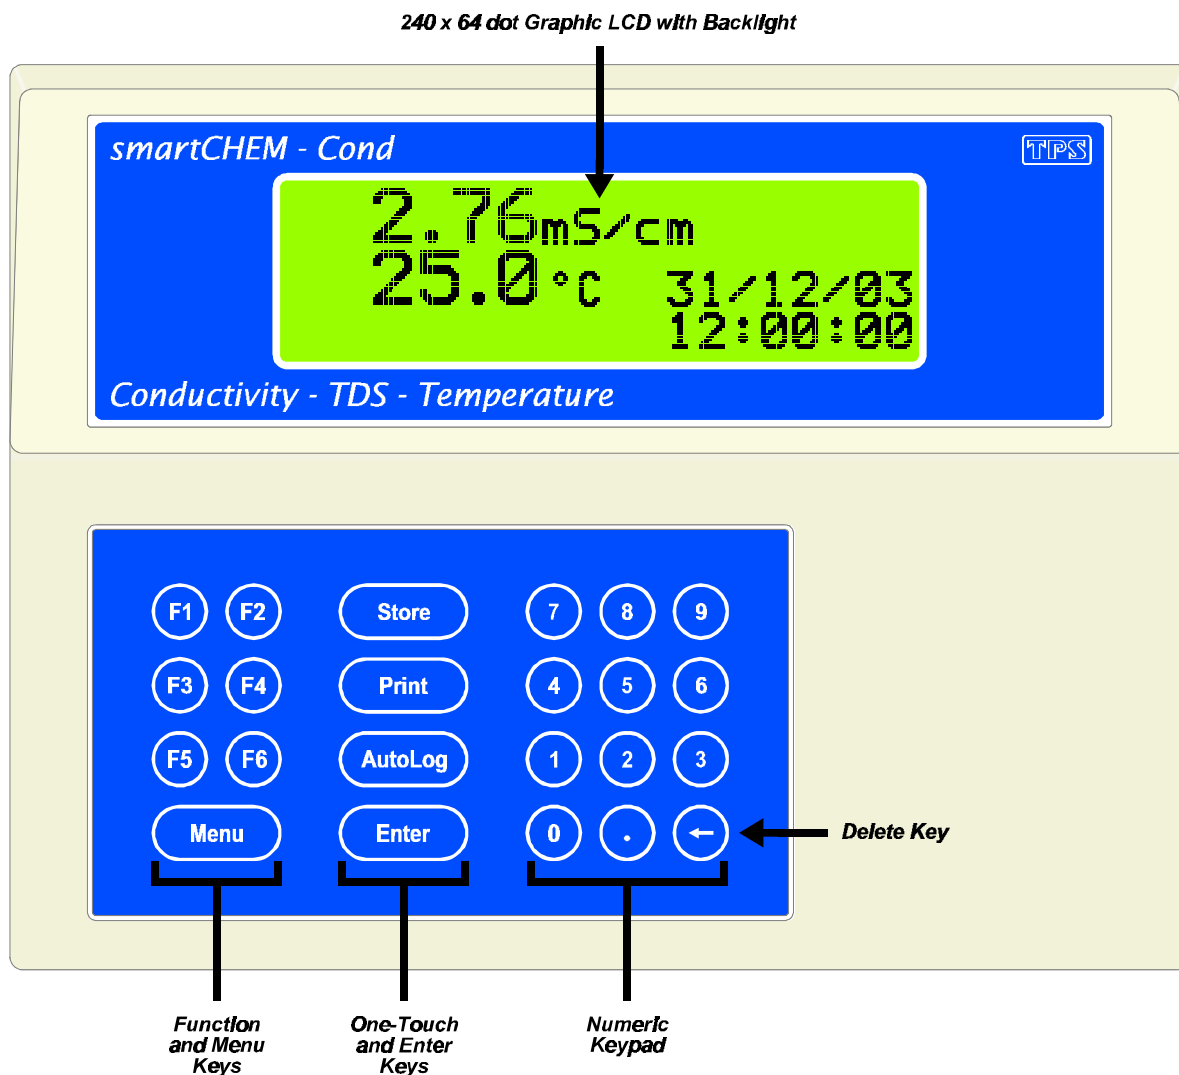 240 x 64 dot Graphic LCD with Backlight
smartCHEM - Cond
TPS
2.76mS/cm
25.0°C 31/12/03
12:00:00
Conductivity - TDS - Temperature
F1 F2 Store 7 8 9
F3 F4 Print 4 5 6
F5 F6 AutoLog 1 2 3
Menu Enter 0 . ←
Delete Key
Function
and Menu
Keys
One-Touch
and Enter
Keys
Numeric
Keypad